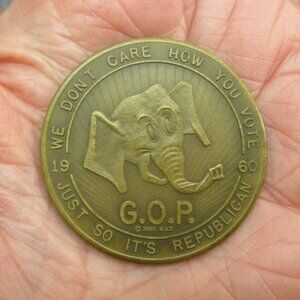 WE DON'T CARE HOW YOU VOTE
19 60
G.O.P.
© 1960 M.A.T.
JUST SO IT'S REPUBLICAN